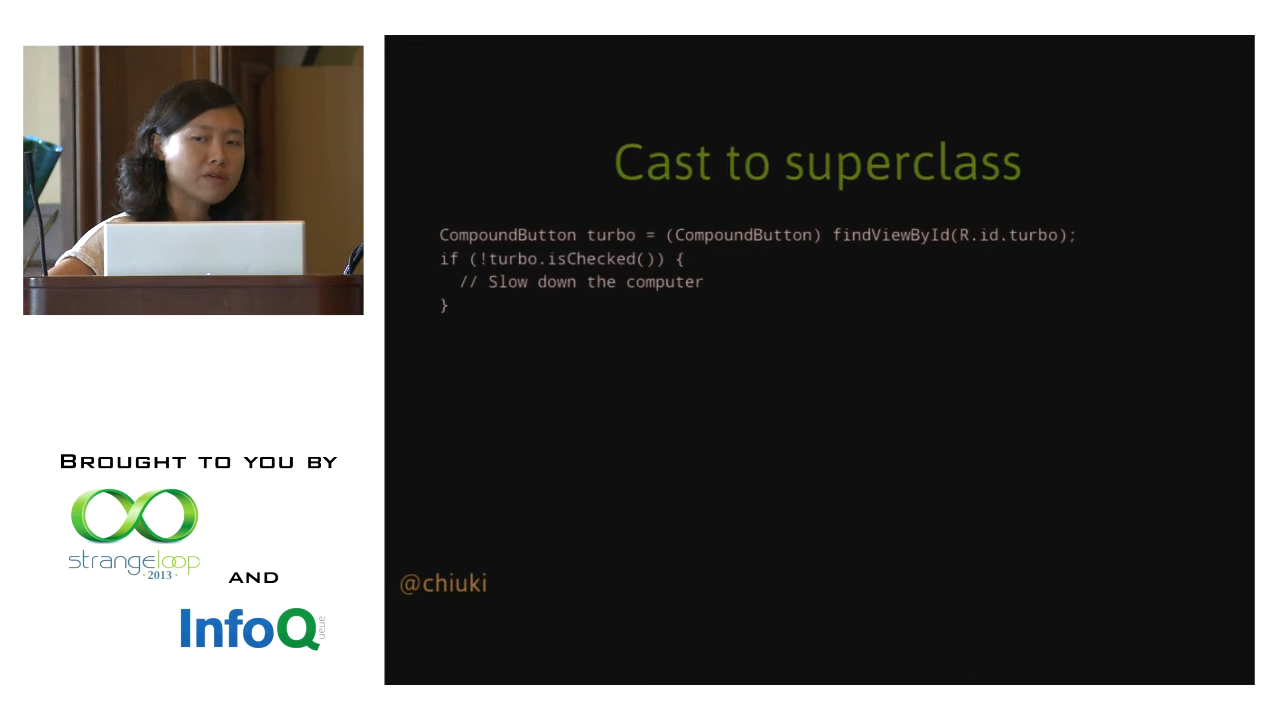 Cast to superclass
CompoundButton turbo = (CompoundButton) findViewById(R.id.turbo);
if (!turbo.isChecked()) {
// Slow down the computer
}
@chiuki
BROUGHT TO YOU BY
strangeloop
·2013·
AND
InfoQ
ueue